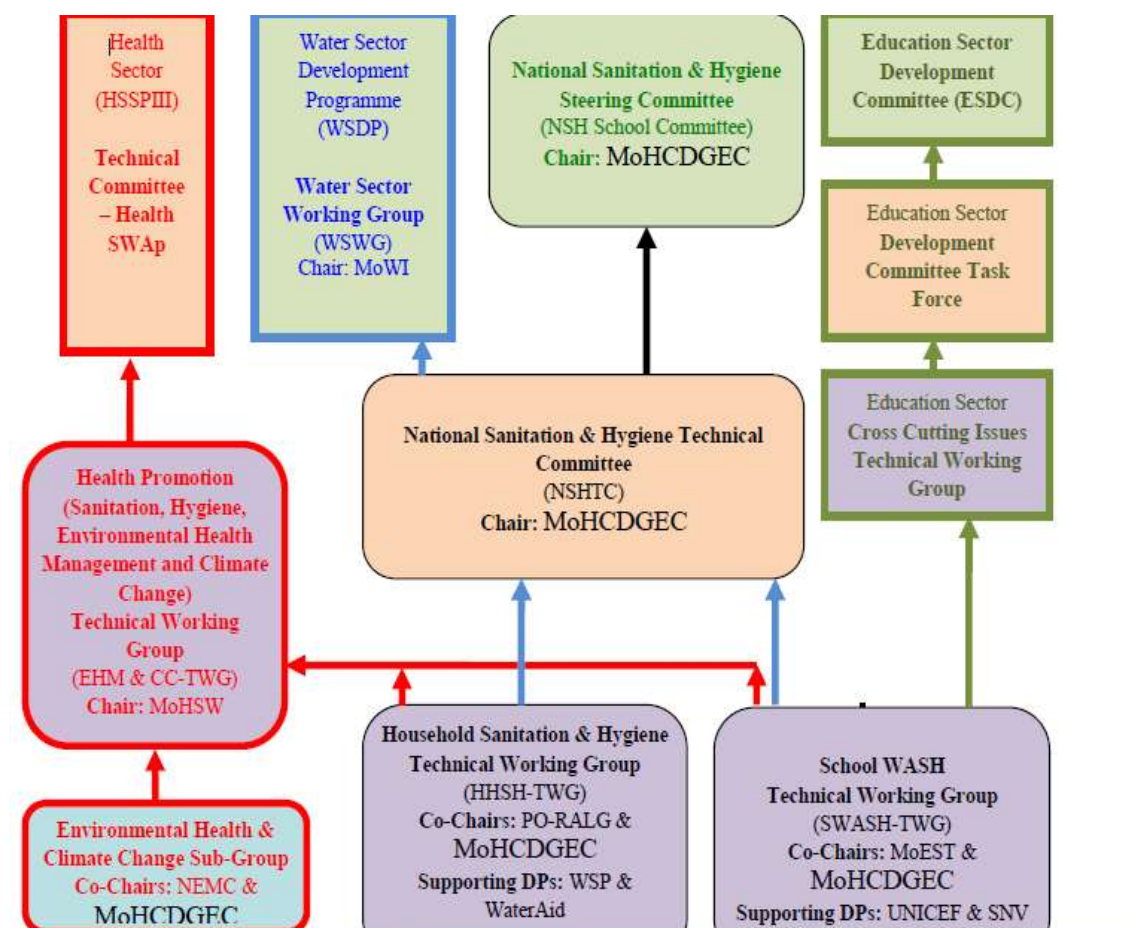 Health
Sector
(HSSPIII)
Technical
Committee
– Health
SWAp
Water Sector
Development
Programme
(WSDP)
Water Sector
Working Group
(WSWG)
Chair: MoWI
National Sanitation & Hygiene
Steering Committee
(NSH School Committee)
Chair: MoHCDGEC
Education Sector
Development
Committee (ESDC)
Education Sector
Development
Committee Task
Force
Education Sector
Cross Cutting Issues
Technical Working
Group
National Sanitation & Hygiene Technical
Committee
(NSHTC)
Chair: MoHCDGEC
Health Promotion
(Sanitation, Hygiene,
Environmental Health
Management and Climate
Change)
Technical Working
Group
(EHM & CC-TWG)
Chair: MoHSW
Household Sanitation & Hygiene
Technical Working Group
(HHSH-TWG)
Co-Chairs: PO-RALG &
MoHCDGEC
Supporting DPs: WSP &
WaterAid
School WASH
Technical Working Group
(SWASH-TWG)
Co-Chairs: MoEST &
MoHCDGEC
Supporting DPs: UNICEF & SNV
Environmental Health &
Climate Change Sub-Group
Co-Chairs: NEMC &
MoHCDGEC